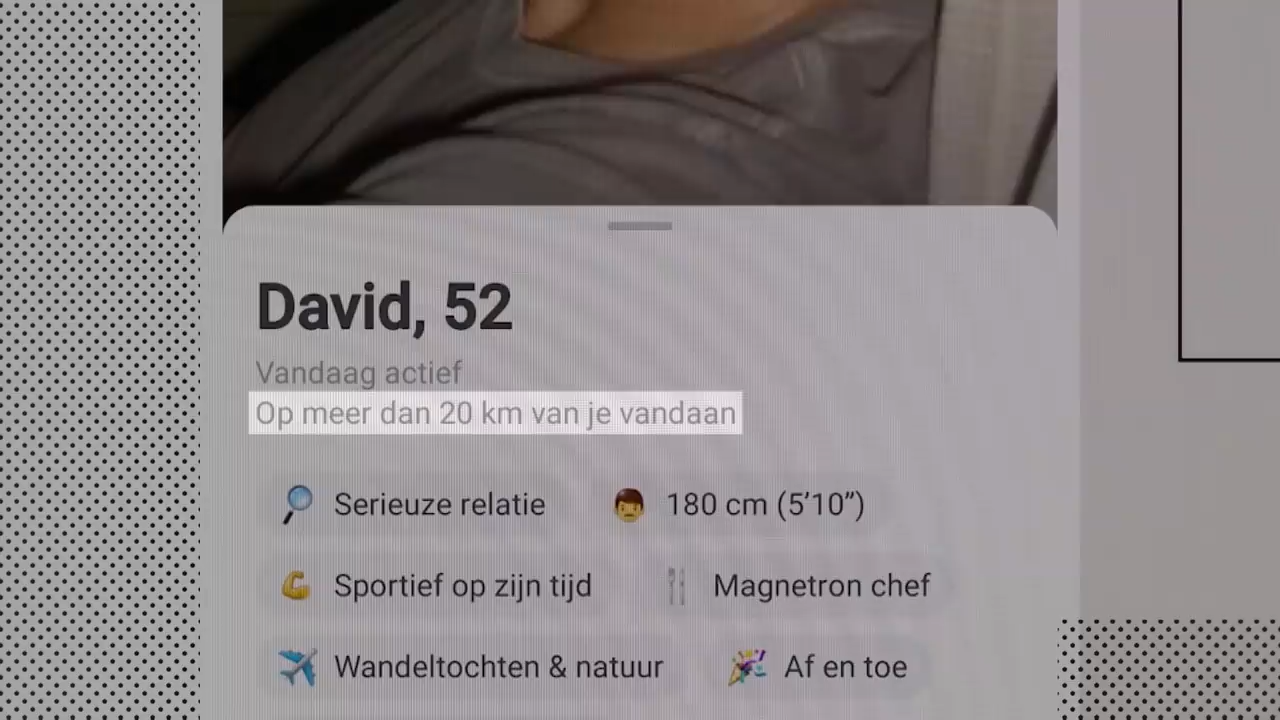 David, 52
Vandaag actief
Op meer dan 20 km van je vandaan
Serieuze relatie 180 cm (5’10”)
Sportief op zijn tijd Magnetron chef
Wandeltochten & natuur Af en toe